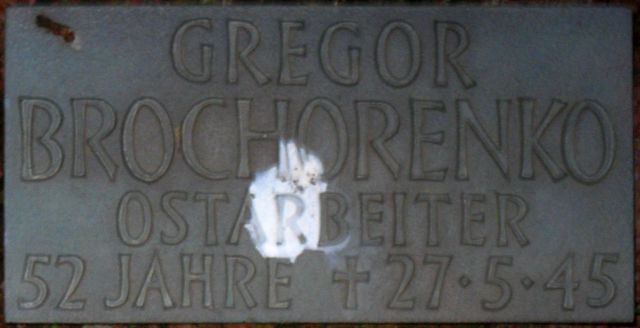 GREGOR
BROCHORENKO
OSTARBEITER
52 JAHRE ✝ 27·5·45